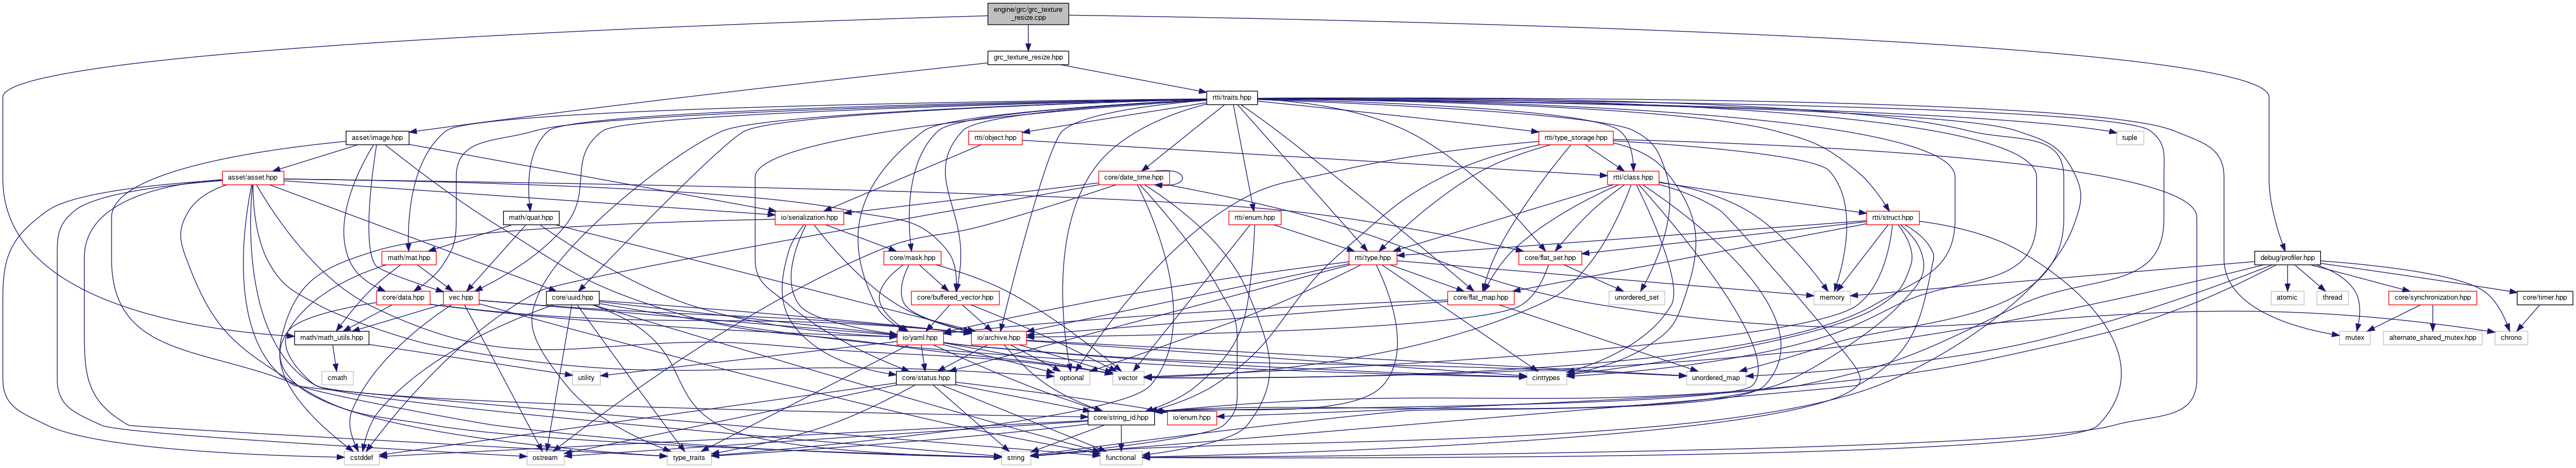 engine/grc/grc_texture
_resize.cpp
grc_texture_resize.hpp
rtti/traits.hpp
asset/image.hpp
rtti/object.hpp
rtti/type_storage.hpp
tuple
asset/asset.hpp
core/date_time.hpp
rtti/class.hpp
math/quat.hpp
io/serialization.hpp
rtti/enum.hpp
rtti/struct.hpp
math/mat.hpp
core/mask.hpp
rtti/type.hpp
core/flat_set.hpp
debug/profiler.hpp
core/data.hpp
vec.hpp
core/uuid.hpp
core/buffered_vector.hpp
core/flat_map.hpp
unordered_set
memory
atomic
thread
core/synchronization.hpp
core/timer.hpp
math/math_utils.hpp
io/yaml.hpp
io/archive.hpp
mutex
alternate_shared_mutex.hpp
chrono
cmath
utility
core/status.hpp
optional
vector
cinttypes
unordered_map
core/string_id.hpp
io/enum.hpp
cstddef
ostream
type_traits
string
functional